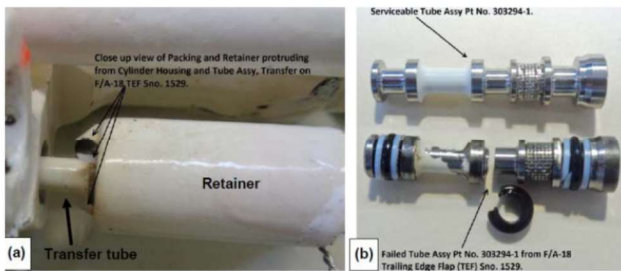 Close up view of Packing and Retainer protruding
from Cylinder Housing and Tube Assy, Transfer on
F/A-18 TEF Sno. 1529.
Retainer
Transfer tube
(a)
Serviceable Tube Assy Pt No. 303294-1.
Failed Tube Assy Pt No. 303294-1 from F/A-18
Trailing Edge Flap (TEF) Sno. 1529.
(b)